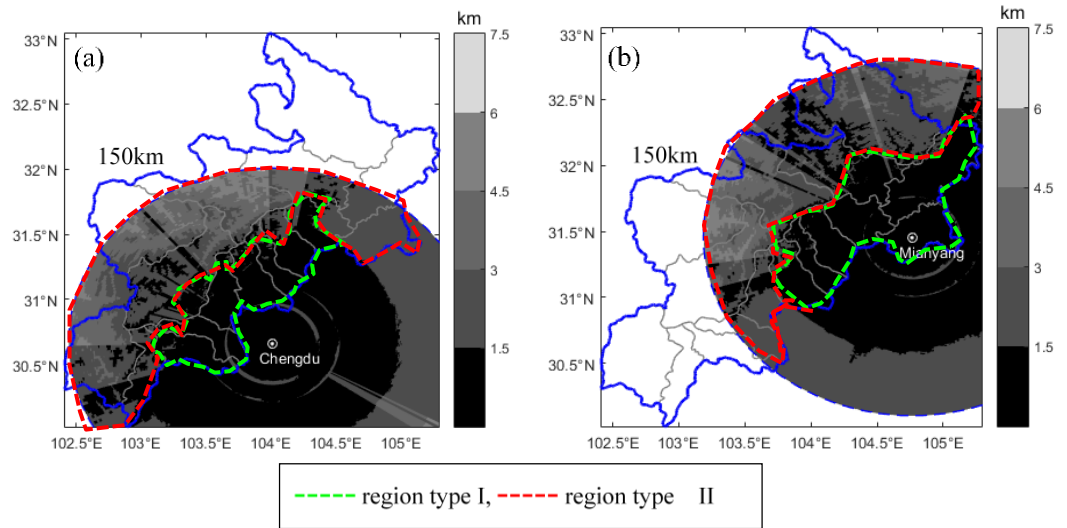 km
(a)
33°N
32.5°N
32°N
31.5°N
31°N
30.5°N
150km
Chengdu
102.5°E 103°E 103.5°E 104°E 104.5°E 105°E
7.5
6
4.5
3
1.5
km
(b)
33°N
32.5°N
32°N
31.5°N
31°N
30.5°N
150km
Mianyang
102.5°E 103°E 103.5°E 104°E 104.5°E 105°E
7.5
6
4.5
3
1.5
region type I, region type II